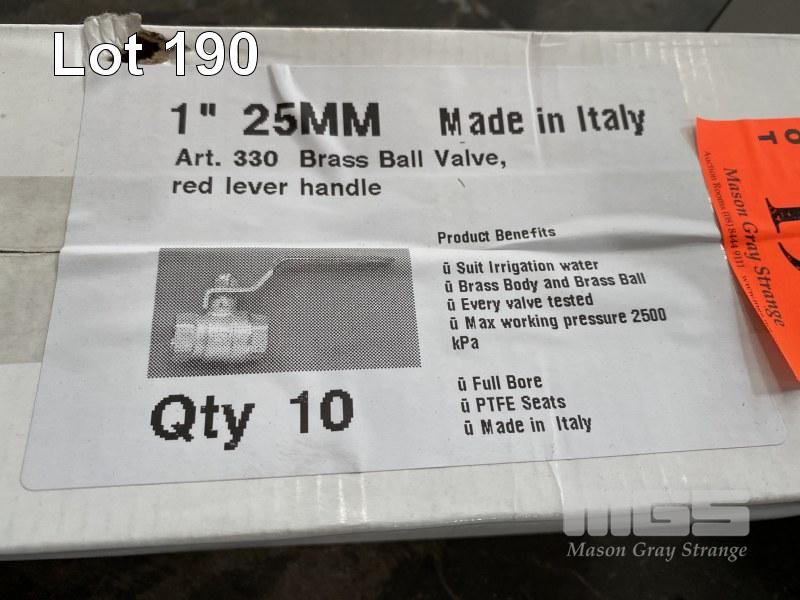 Lot 190
1" 25MM Made in Italy
Art. 330 Brass Ball Valve,
red lever handle
Product Benefits
ü Suit Irrigation water
ü Brass Body and Brass Ball
ü Every valve tested
ü Max working pressure 2500
kPa
ü Full Bore
ü PTFE Seats
ü Made in Italy
Qty 10
Mason Gray Strange
MGS
Mason Gray Strange